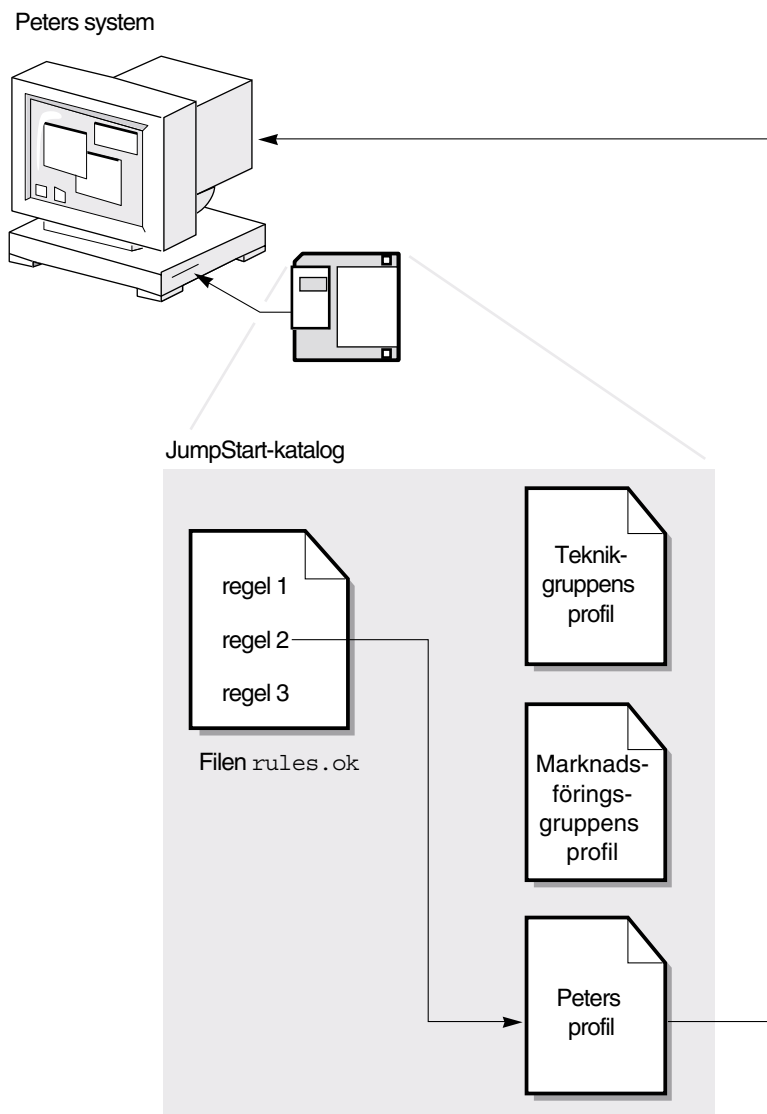 Peters system
JumpStart-katalog
regel 1
regel 2
regel 3
Filen rules.ok
Teknik-
gruppens
profil
Marknads-
förings-
gruppens
profil
Peters
profil